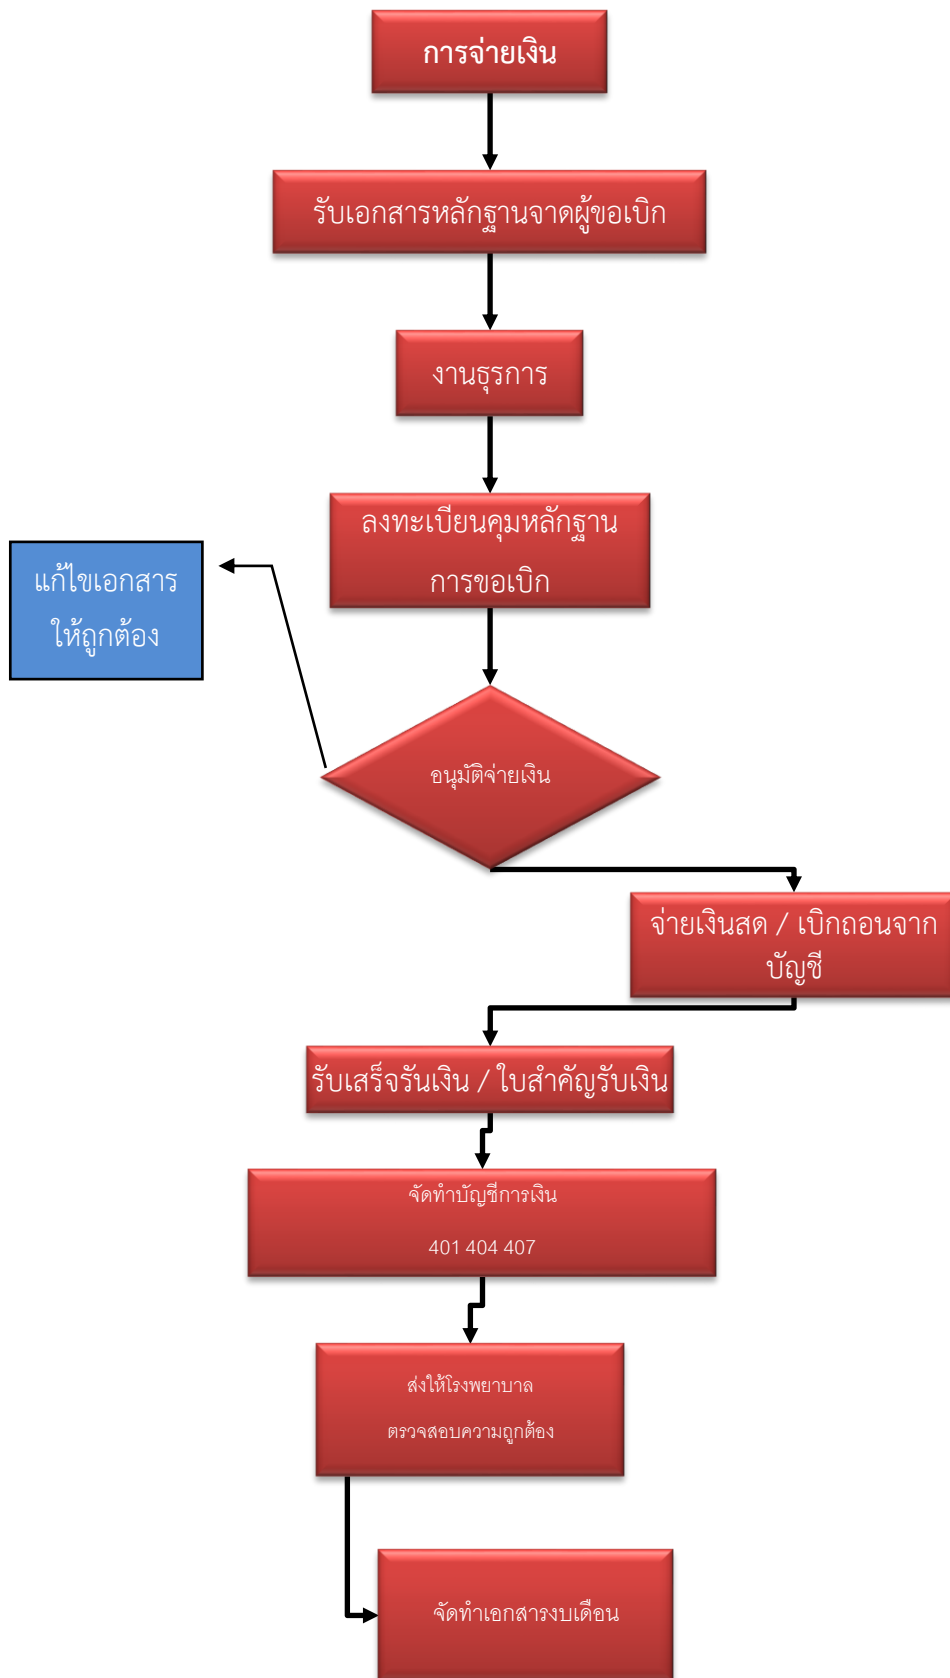 การจ่ายเงิน
รับเอกสารหลักฐานจาดผู้ขอเบิก
งานธุรการ
ลงทะเบียนคุมหลักฐาน
การขอเบิก
แก้ไขเอกสาร
ให้ถูกต้อง
อนุมัติจ่ายเงิน
จ่ายเงินสด / เบิกถอนจาก
บัญชี
รับเสร็จรันเงิน / ใบสำคัญรับเงิน
จัดทำบัญชีการเงิน
401 404 407
ส่งให้โรงพยาบาล
ตรวจสอบความถูกต้อง
จัดทำเอกสารงบเดือน